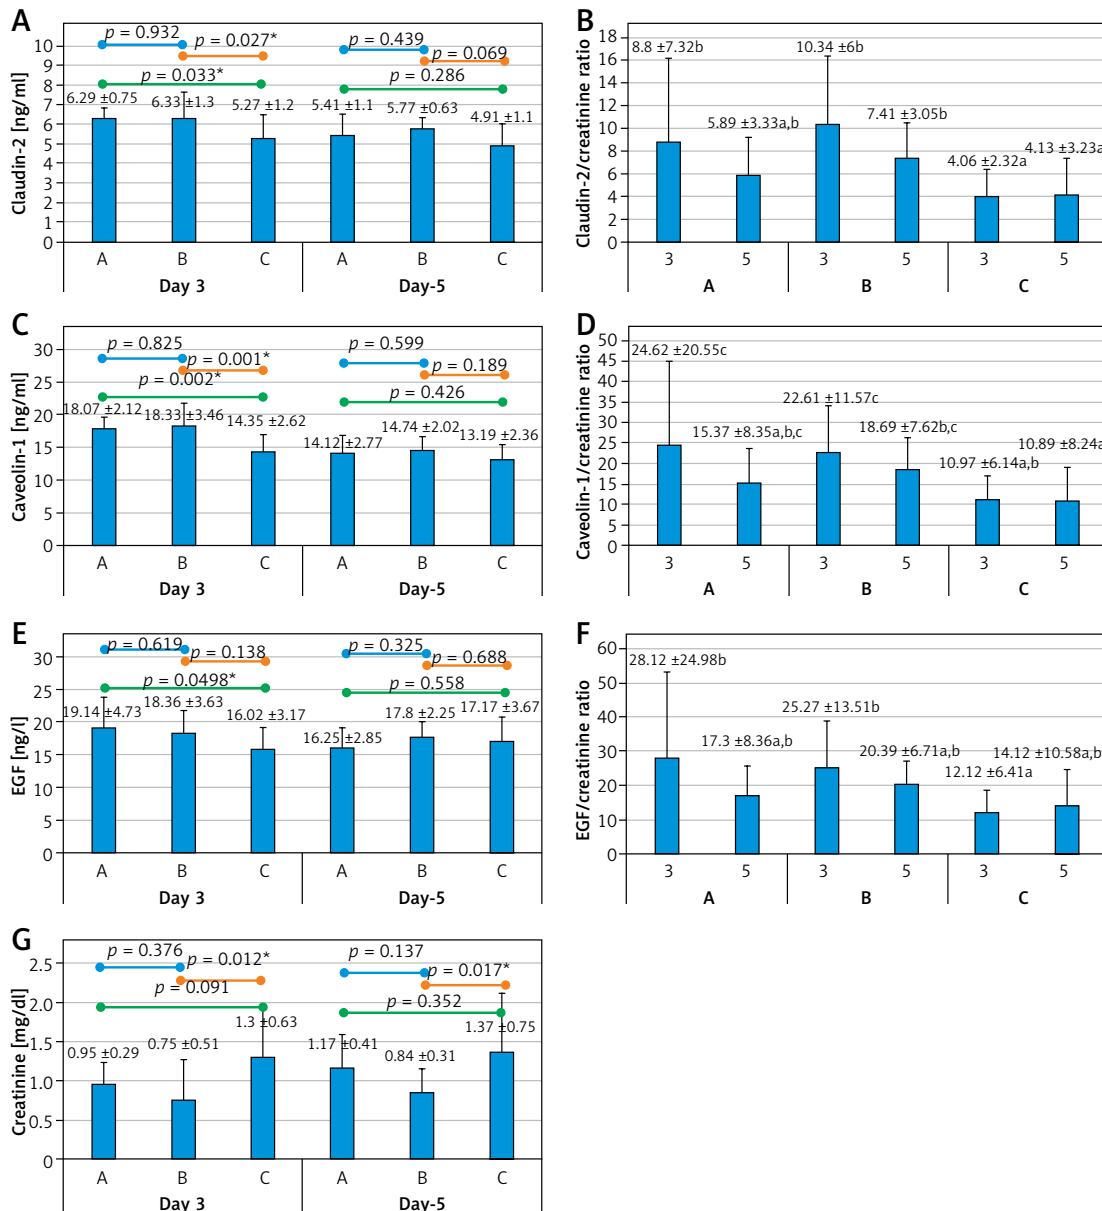 A
Claudin-2 [ng/ml]
10
9
8
7
6
5
4
3
2
1
0
p = 0.932
p = 0.027*
p = 0.033*
p = 0.439
p = 0.069
p = 0.286
6.29 ±0.75
6.33 ±1.3
5.27 ±1.2
5.41 ±1.1
5.77 ±0.63
4.91 ±1.1
A B C A B C
Day 3 Day-5
B
Claudin-2/creatinine ratio
18
16
14
12
10
8
6
4
2
0
8.8 ±7.32b
5.89 ±3.33a,b
10.34 ±6b
7.41 ±3.05b
4.06 ±2.32a
4.13 ±3.23a
3 5 3 5 3 5
A B C
C
Caveolin-1 [ng/ml]
30
25
20
15
10
5
0
p = 0.825
p = 0.001*
p = 0.002*
p = 0.599
p = 0.189
p = 0.426
18.07 ±2.12
18.33 ±3.46
14.35 ±2.62
14.12 ±2.77
14.74 ±2.02
13.19 ±2.36
A B C A B C
Day 3 Day-5
D
Caveolin-1/creatinine ratio
50
45
40
35
30
25
20
15
10
5
0
24.62 ±20.55c
15.37 ±8.35a,b,c
22.61 ±11.57c
18.69 ±7.62b,c
10.97 ±6.14a,b
10.89 ±8.24a
3 5 3 5 3 5
A B C
E
EGF [ng/l]
30
25
20
15
10
5
0
p = 0.619
p = 0.138
p = 0.0498*
p = 0.325
p = 0.688
p = 0.558
19.14 ±4.73
18.36 ±3.63
16.02 ±3.17
16.25 ±2.85
17.8 ±2.25
17.17 ±3.67
A B C A B C
Day 3 Day-5
F
EGF/creatinine ratio
60
50
40
30
20
10
0
28.12 ±24.98b
17.3 ±8.36a,b
25.27 ±13.51b
20.39 ±6.71a,b
12.12 ±6.41a
14.12 ±10.58a,b
3 5 3 5 3 5
A B C
G
Creatinine [mg/dl]
2.5
2.0
1.5
1.0
0.5
0
p = 0.376
p = 0.012*
p = 0.091
p = 0.137
p = 0.017*
p = 0.352
0.95 ±0.29
0.75 ±0.51
1.3 ±0.63
1.17 ±0.41
0.84 ±0.31
1.37 ±0.75
A B C A B C
Day 3 Day-5